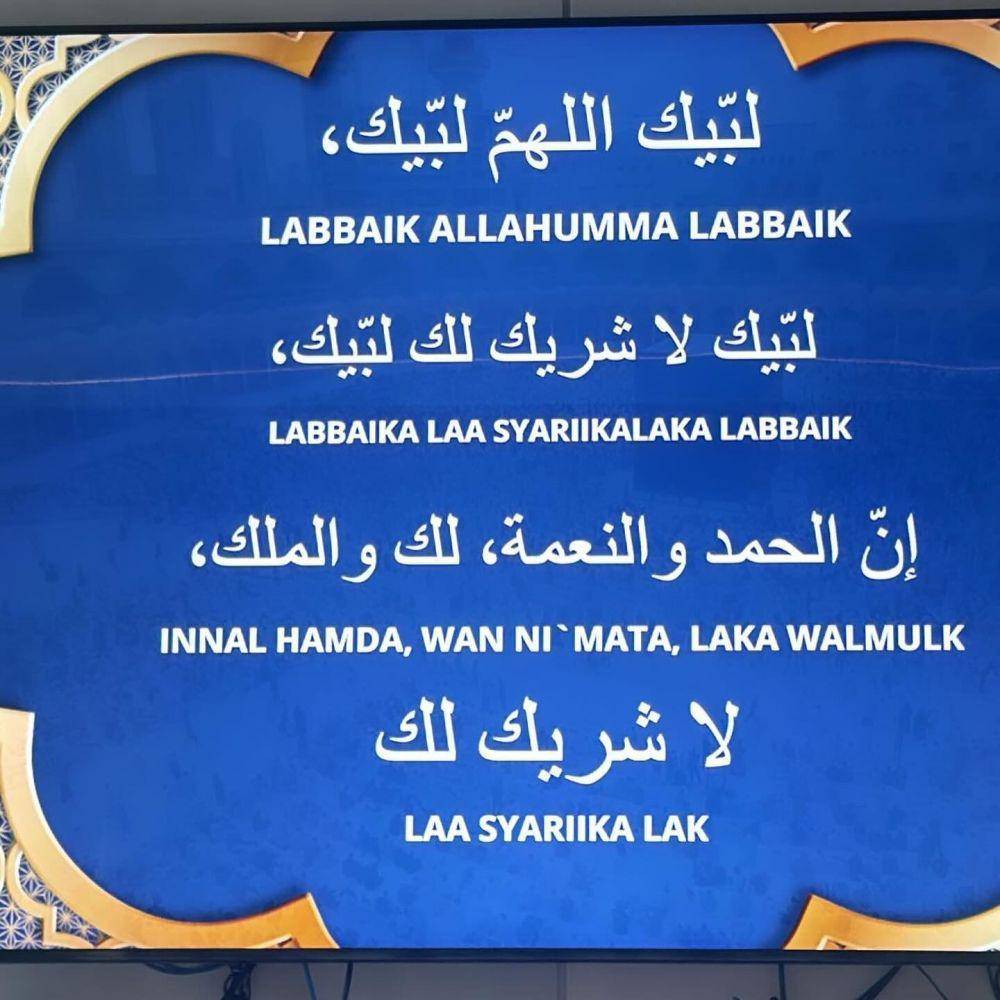 لبّيك اللهمّ لبّيك،
LABBAIK ALLAHUMMA LABBAIK
لبّيك لا شريك لك لبّيك،
LABBAIKA LAA SYARIIKALAKA LABBAIK
إنّ الحمد والنعمة، لك والملك،
INNAL HAMDA, WAN NI`MATA, LAKA WALMULK
لا شريك لك
LAA SYARIIKA LAK